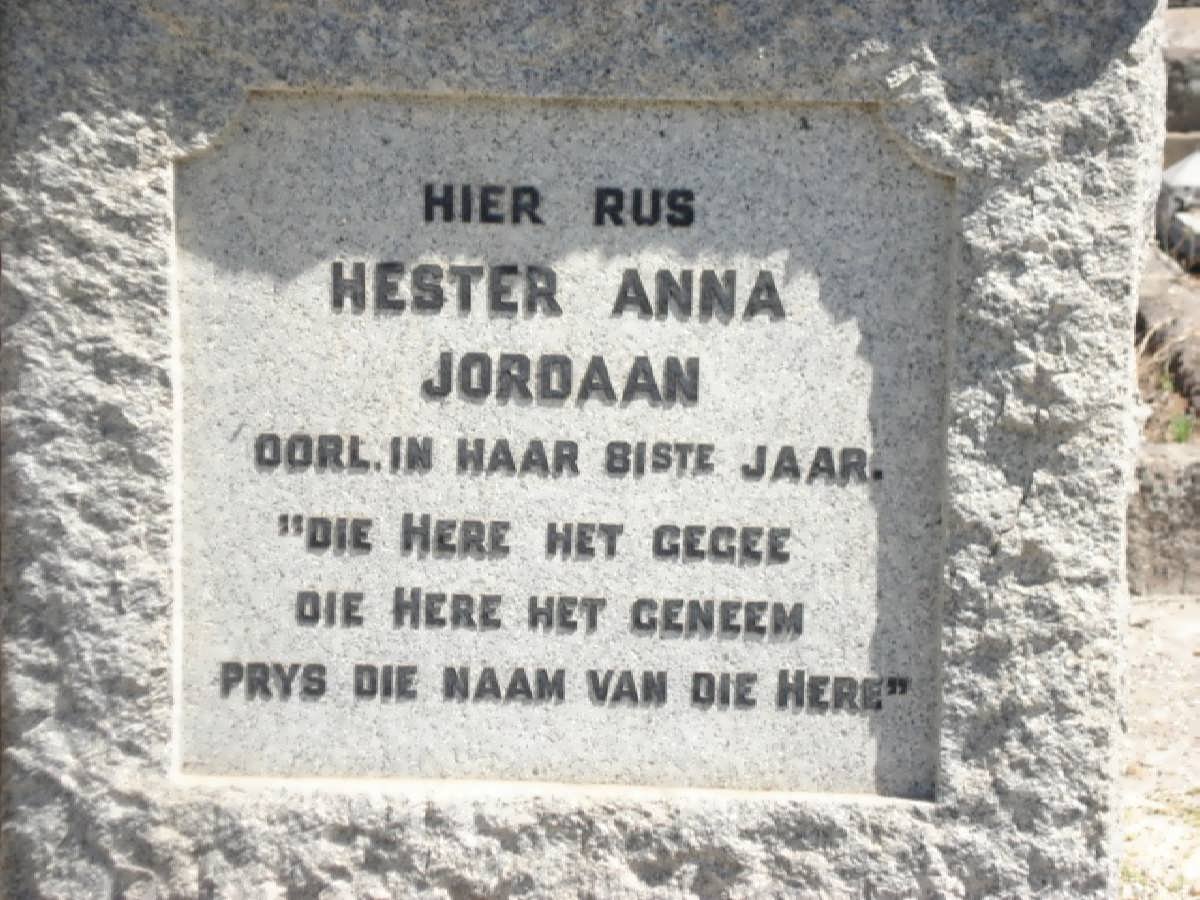 HIER RUS
HESTER ANNA
JORDAAN
OORL. IN HAAR 81STE JAAR.
"DIE HERE HET GEGEE
DIE HERE HET GENEEM
PRYS DIE NAAM VAN DIE HERE"